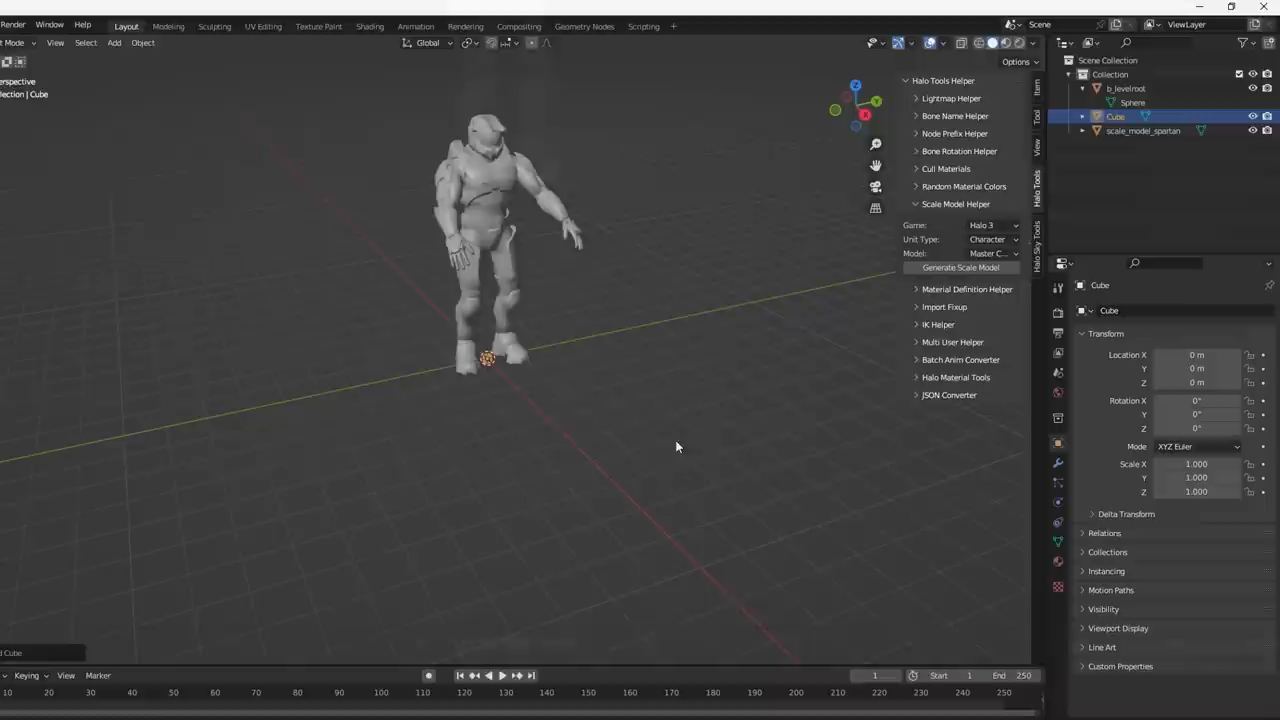 Render Window Help Layout Modeling Sculpting UV Editing Texture Paint Shading Animation Rendering Compositing Geometry Nodes Scripting + Scene ViewLayer
t Mode View Select Add Object Global
Options
erspective
llection | Cube
Halo Tools Helper
Lightmap Helper
Bone Name Helper
Node Prefix Helper
Bone Rotation Helper
Cull Materials
Random Material Colors
Scale Model Helper
Game: Halo 3
Unit Type: Character
Model: Master C...
Generate Scale Model
Material Definition Helper
Import Fixup
IK Helper
Multi User Helper
Batch Anim Converter
Halo Material Tools
JSON Converter
Item
Tool
View
Halo Tools
Halo Sky Tools
Z
Y
X
Scene Collection
Collection
b_levelroot
Sphere
Cube
scale_model_spartan
Cube
Cube
Transform
Location X 0 m
Y 0 m
Z 0 m
Rotation X 0°
Y 0°
Z 0°
Mode XYZ Euler
Scale X 1.000
Y 1.000
Z 1.000
Delta Transform
Relations
Collections
Instancing
Motion Paths
Visibility
Viewport Display
Line Art
Custom Properties
d Cube
Keying View Marker 1 Start 1 End 250
10 20 30 40 50 60 70 80 90 100 110 120 130 140 150 160 170 180 190 200 210 220 230 240 250